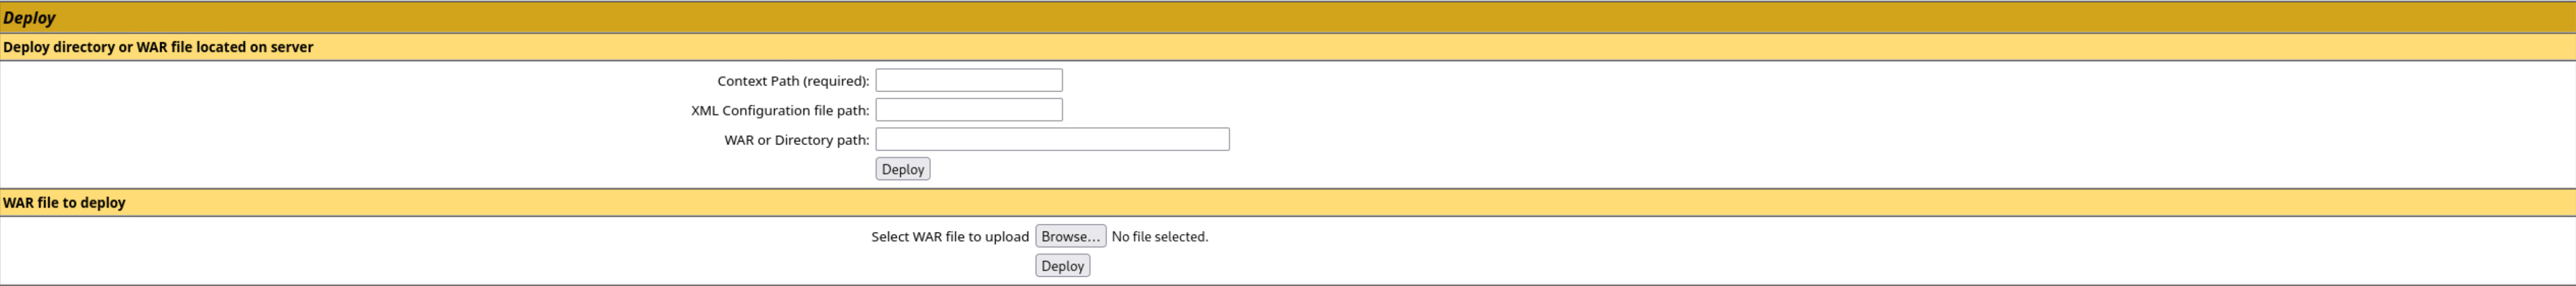 Deploy
Deploy directory or WAR file located on server
Context Path (required):
XML Configuration file path:
WAR or Directory path:
Deploy
WAR file to deploy
Select WAR file to upload Browse... No file selected.
Deploy